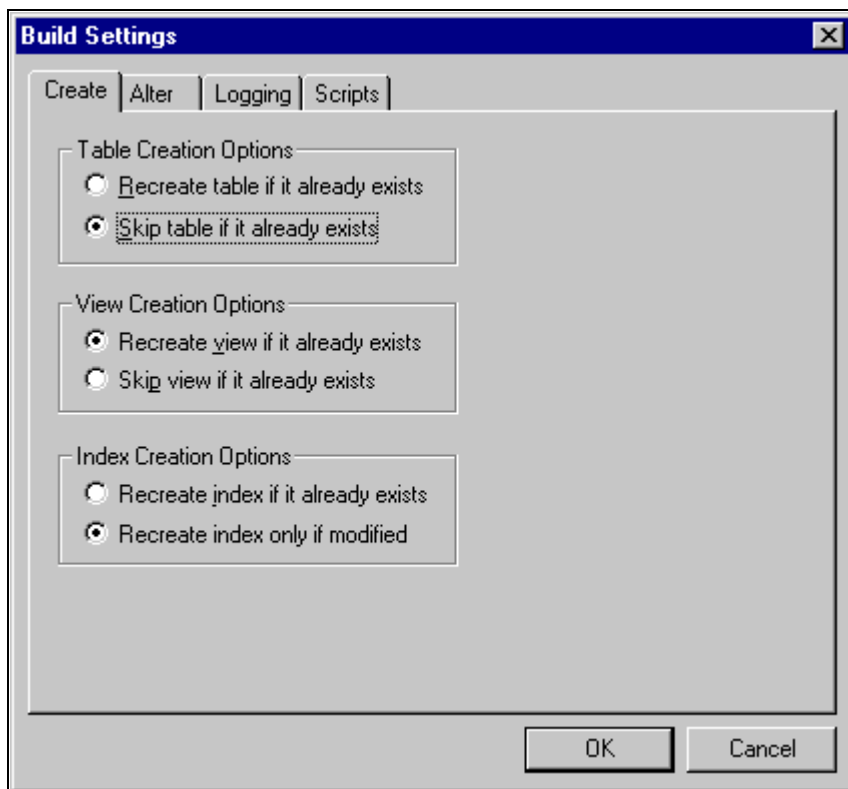 Build Settings
Create Alter Logging Scripts
Table Creation Options
Recreate table if it already exists
Skip table if it already exists
View Creation Options
Recreate view if it already exists
Skip view if it already exists
Index Creation Options
Recreate index if it already exists
Recreate index only if modified
OK Cancel